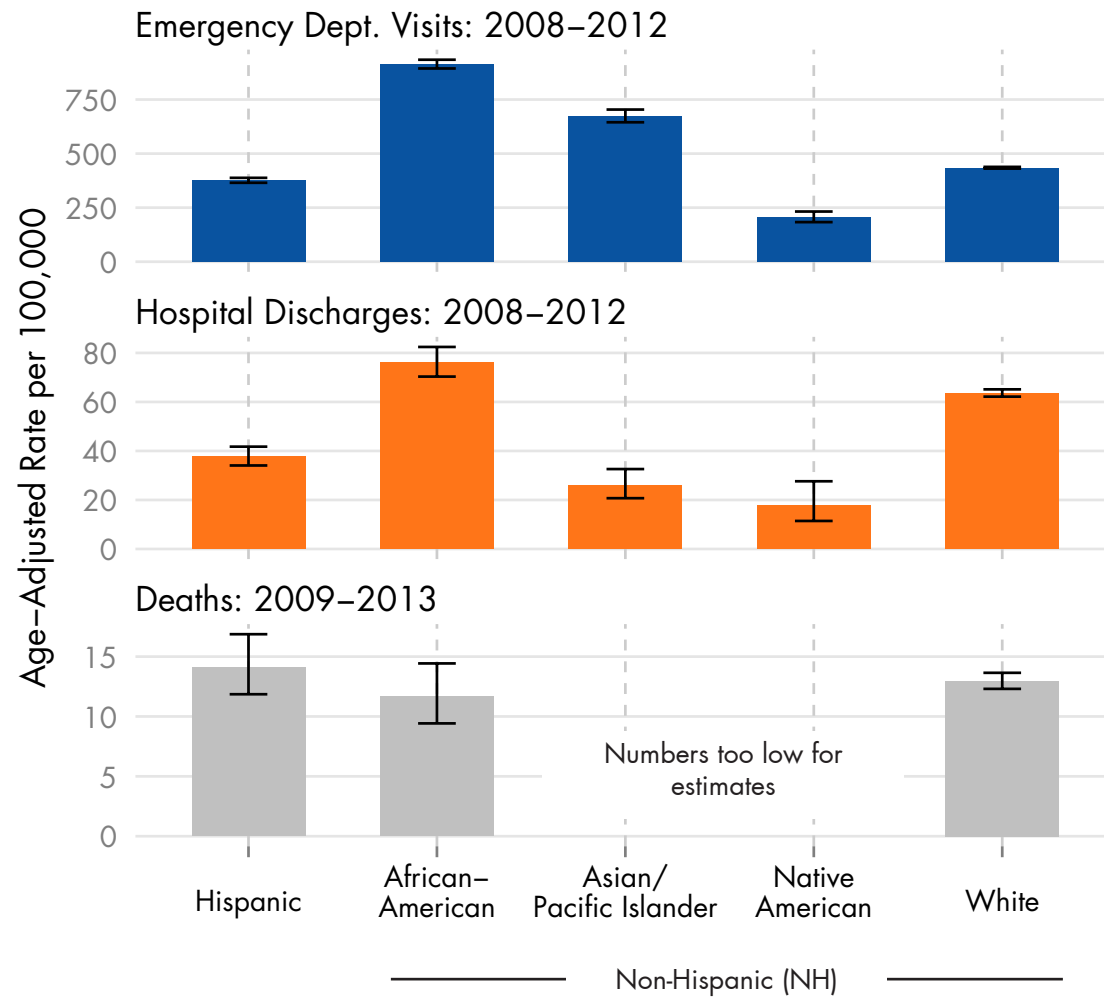 Emergency Dept. Visits: 2008–2012
750
500
250
0
Age–Adjusted Rate per 100,000
Hospital Discharges: 2008–2012
80
60
40
20
0
Deaths: 2009–2013
15
10
5
0
Numbers too low for
estimates
Hispanic
African–
American
Asian/
Pacific Islander
Native
American
White
Non-Hispanic (NH)